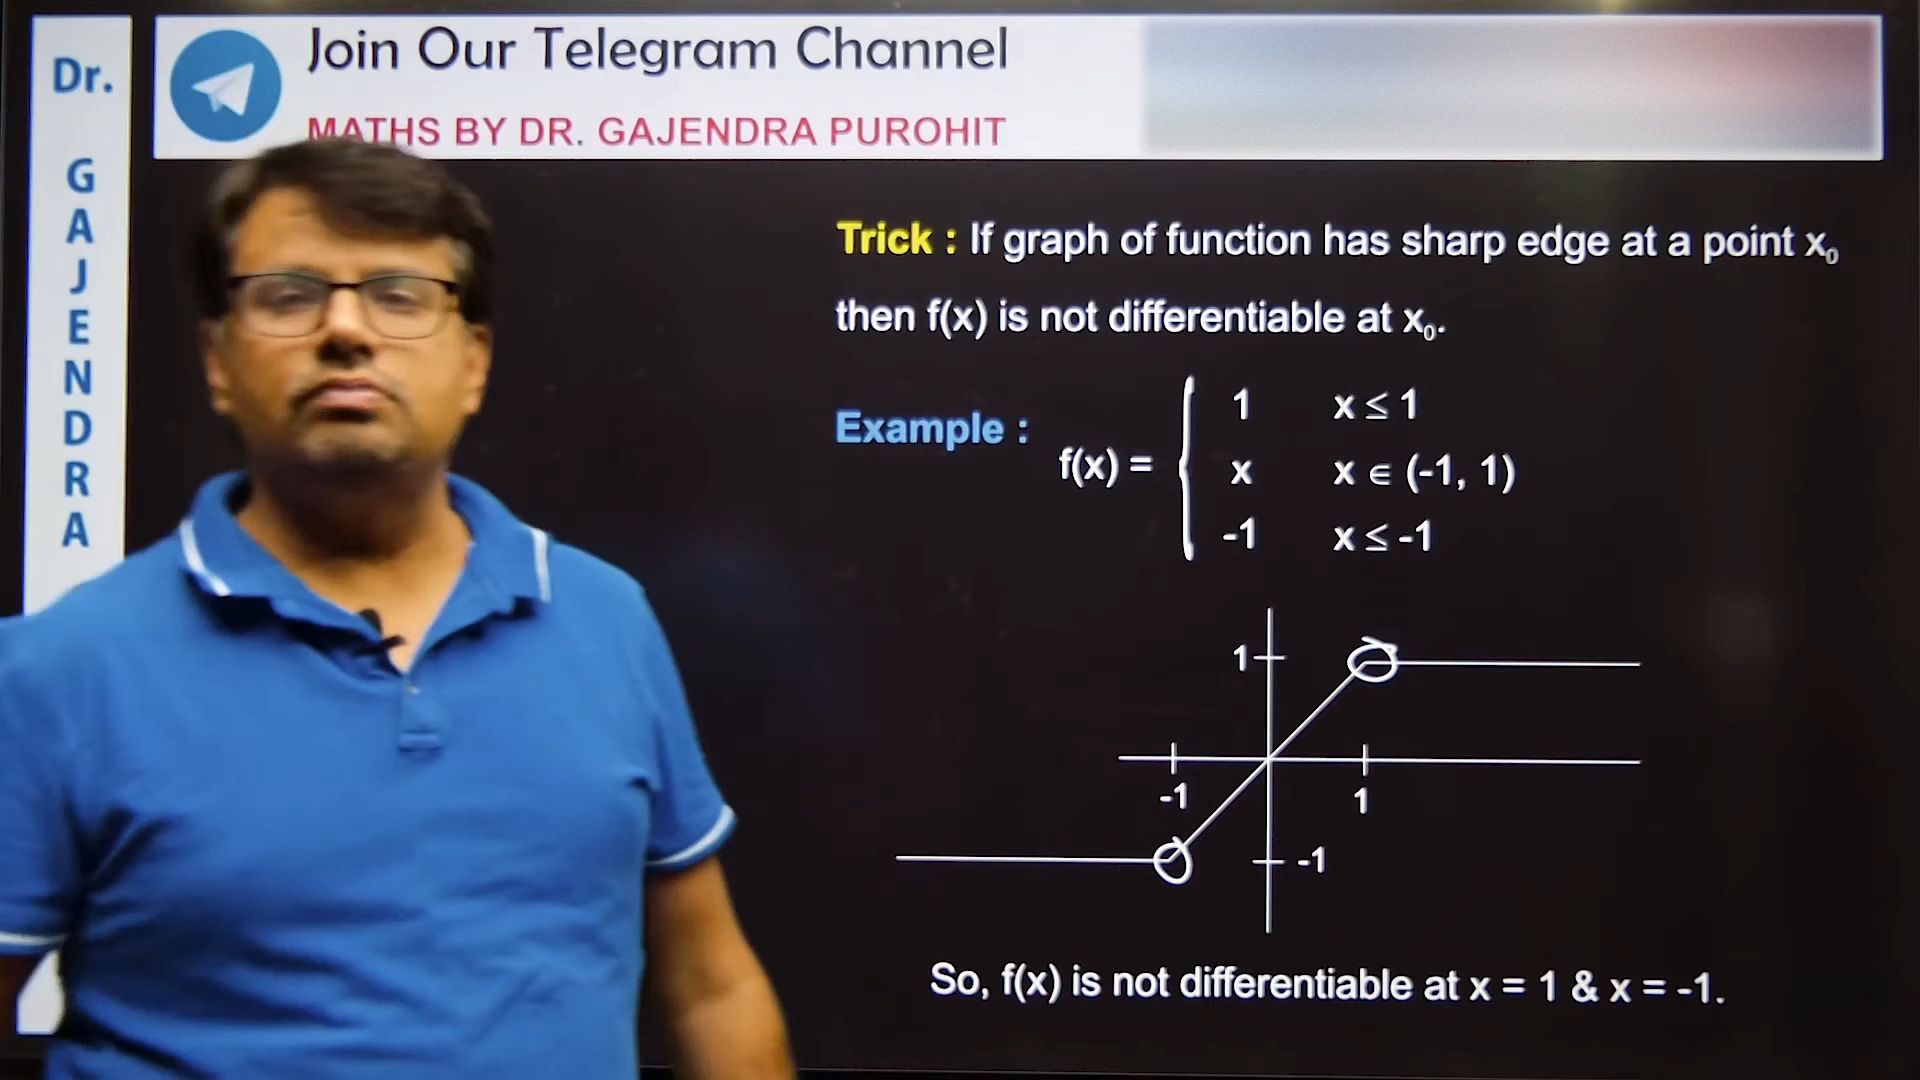 Dr.
GAJENDRA
Join Our Telegram Channel
MATHS BY DR. GAJENDRA PUROHIT
Trick : If graph of function has sharp edge at a point x₀
then f(x) is not differentiable at x₀.
Example :
f(x) = { 1 x ≤ 1
x x ∈ (-1, 1)
-1 x ≤ -1
1
-1 1
-1
So, f(x) is not differentiable at x = 1 & x = -1.